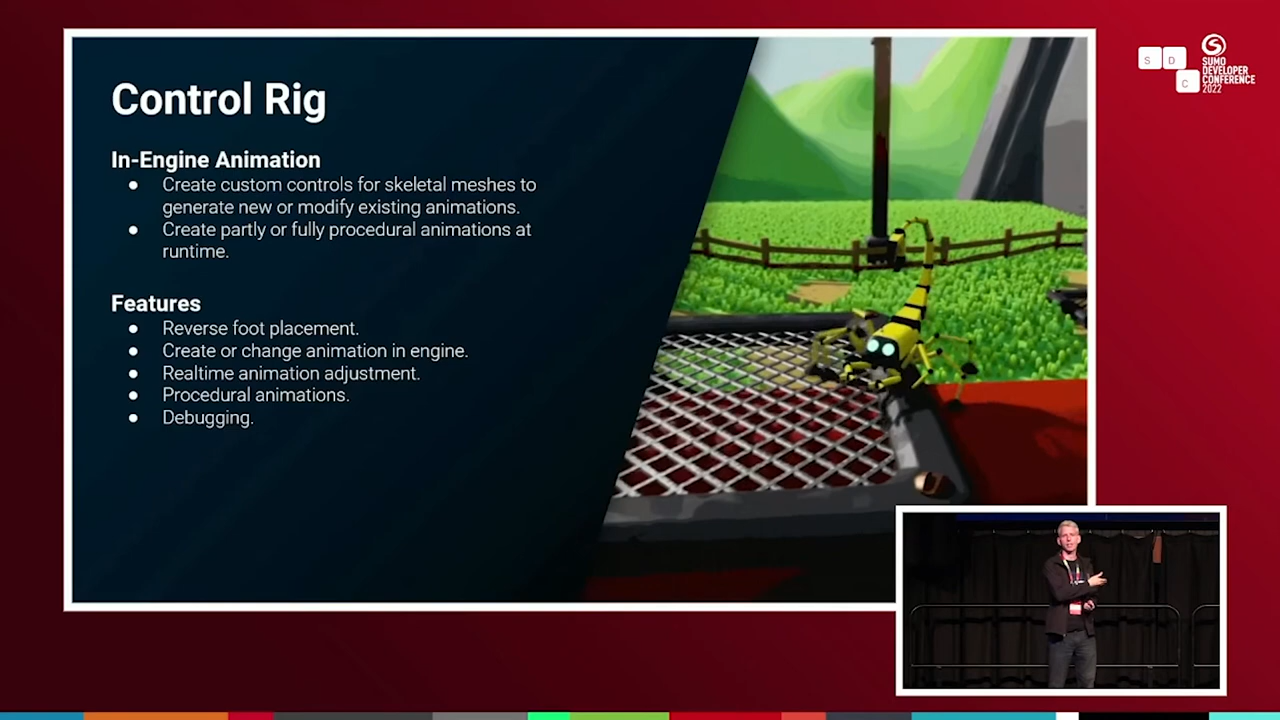 Control Rig
In-Engine Animation
● Create custom controls for skeletal meshes to
generate new or modify existing animations.
● Create partly or fully procedural animations at
runtime.
Features
● Reverse foot placement.
● Create or change animation in engine.
● Realtime animation adjustment.
● Procedural animations.
● Debugging.
S D
C
SUMO
DEVELOPER
CONFERENCE
2022